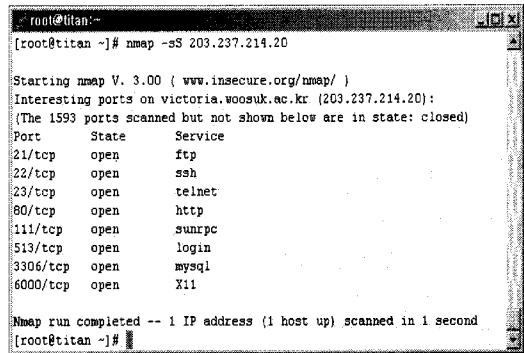 root@titan:~
[root@titan ~]# nmap -sS 203.237.214.20
Starting nmap V. 3.00 ( www.insecure.org/nmap/ )
Interesting ports on victoria.woosuk.ac.kr (203.237.214.20):
(The 1593 ports scanned but not shown below are in state: closed)
Port State Service
21/tcp open ftp
22/tcp open ssh
23/tcp open telnet
80/tcp open http
111/tcp open sunrpc
513/tcp open login
3306/tcp open mysql
6000/tcp open X11
Nmap run completed -- 1 IP address (1 host up) scanned in 1 second
[root@titan ~]#